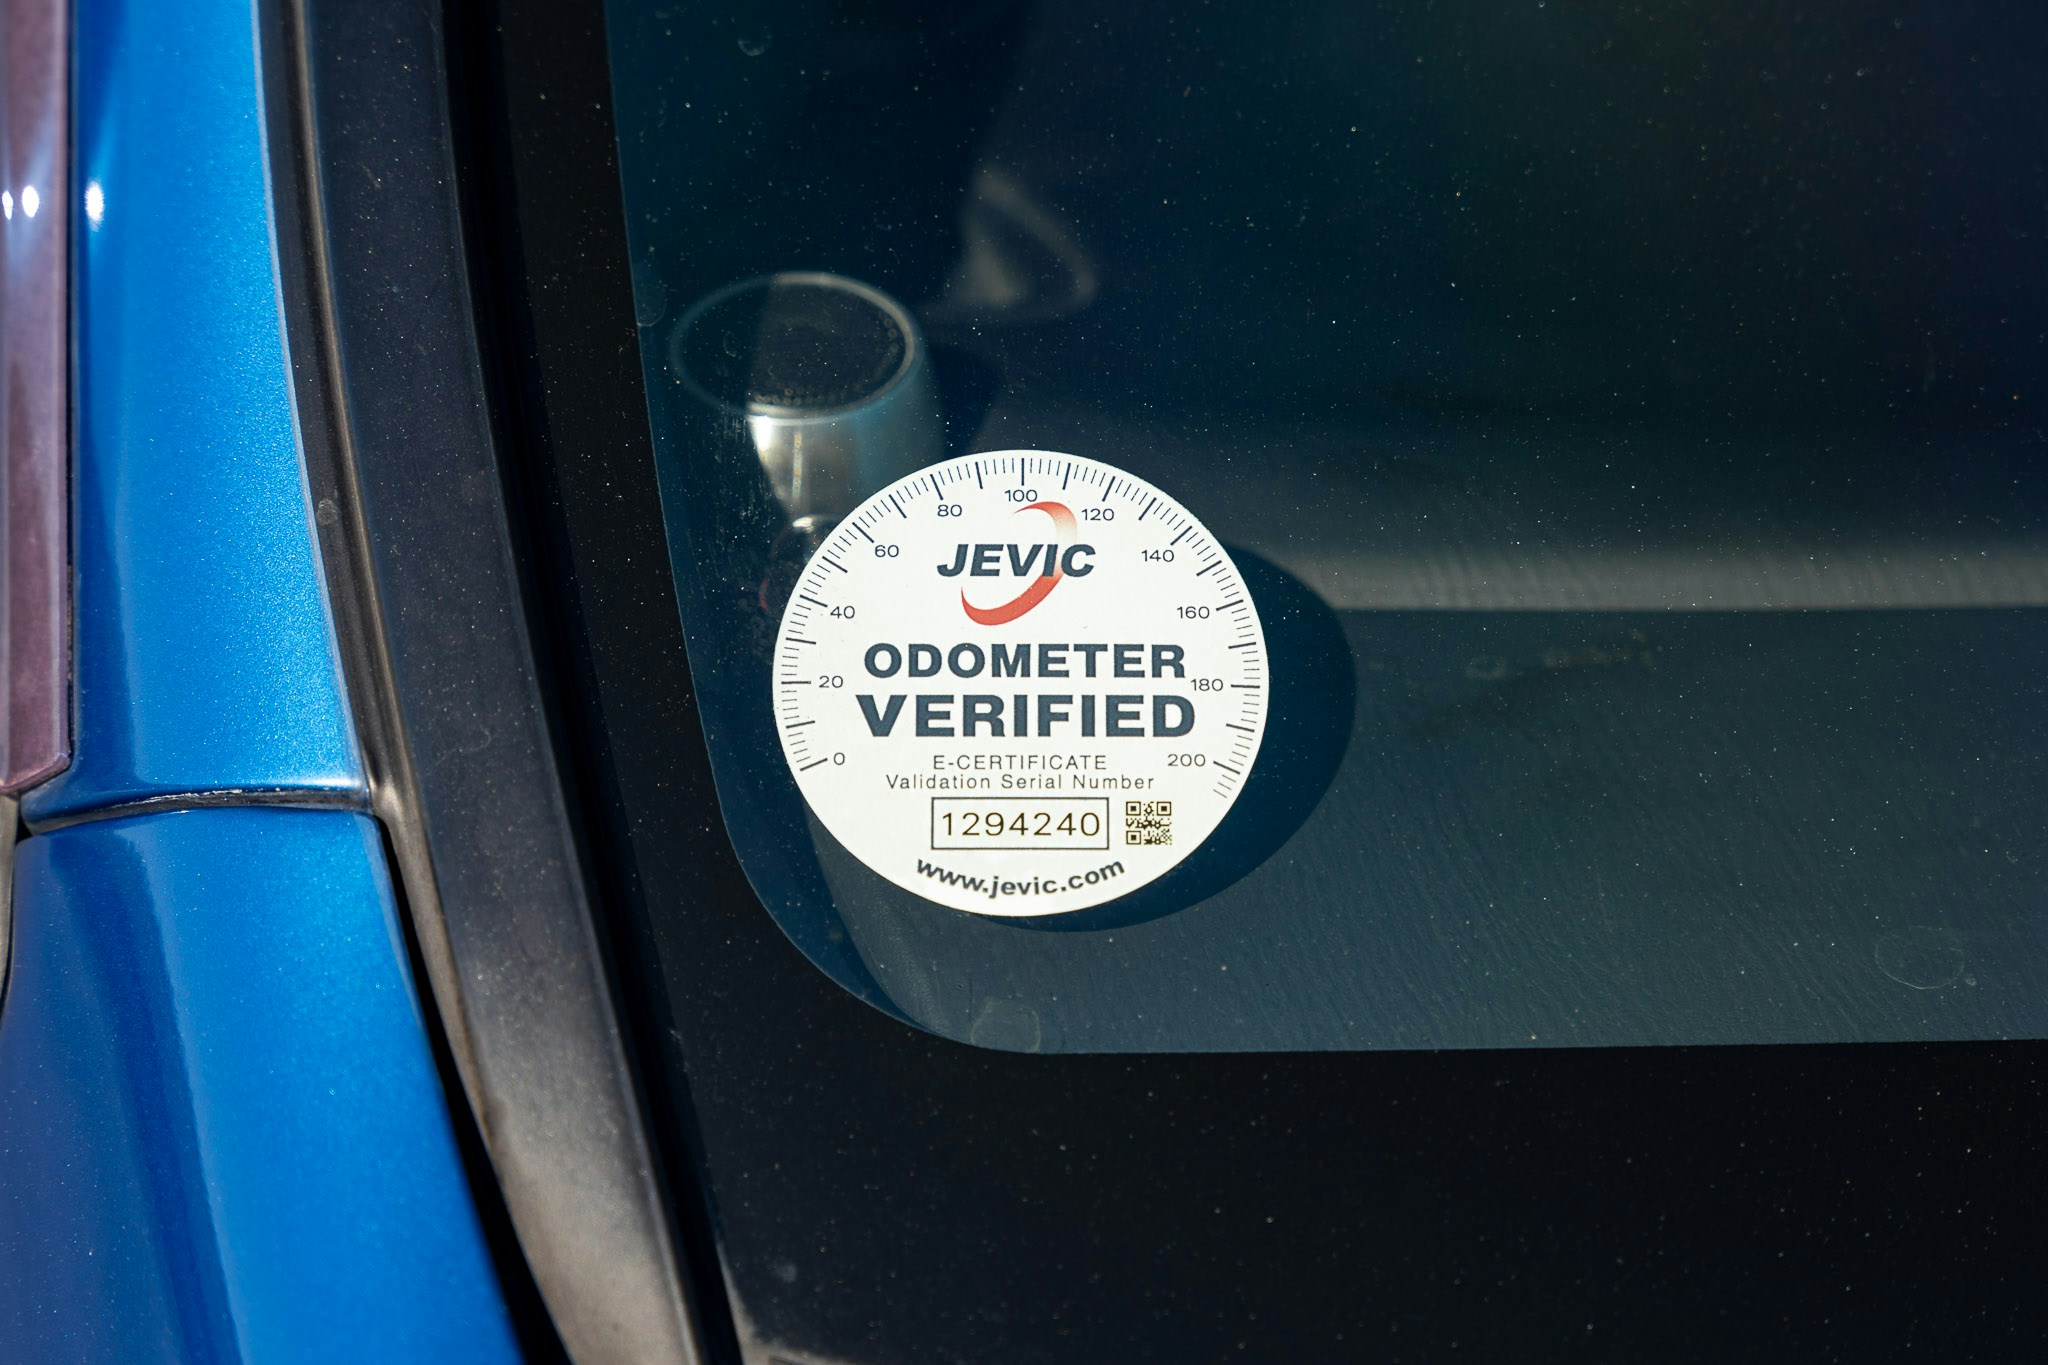 100
80 120
JEVIC
60 140
40 160
ODOMETER
20 180
VERIFIED
0 E-CERTIFICATE 200
Validation Serial Number
1294240
www.jevic.com